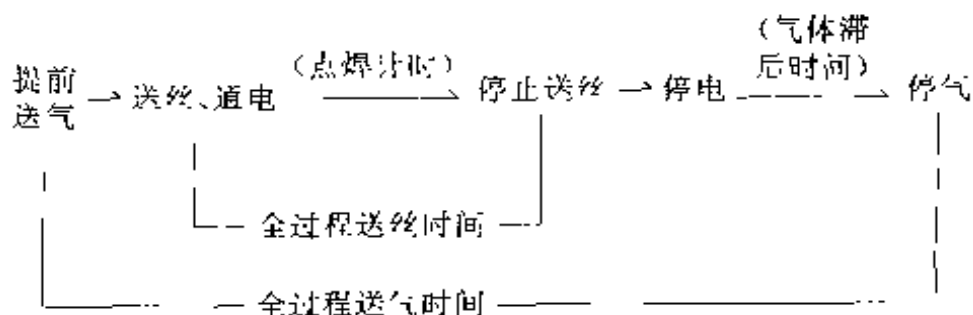 （气体滞
后时间）
提前
送气
送丝、通电
（点焊计时）
停止送丝
停电
停气
全过程送丝时间
全过程送气时间